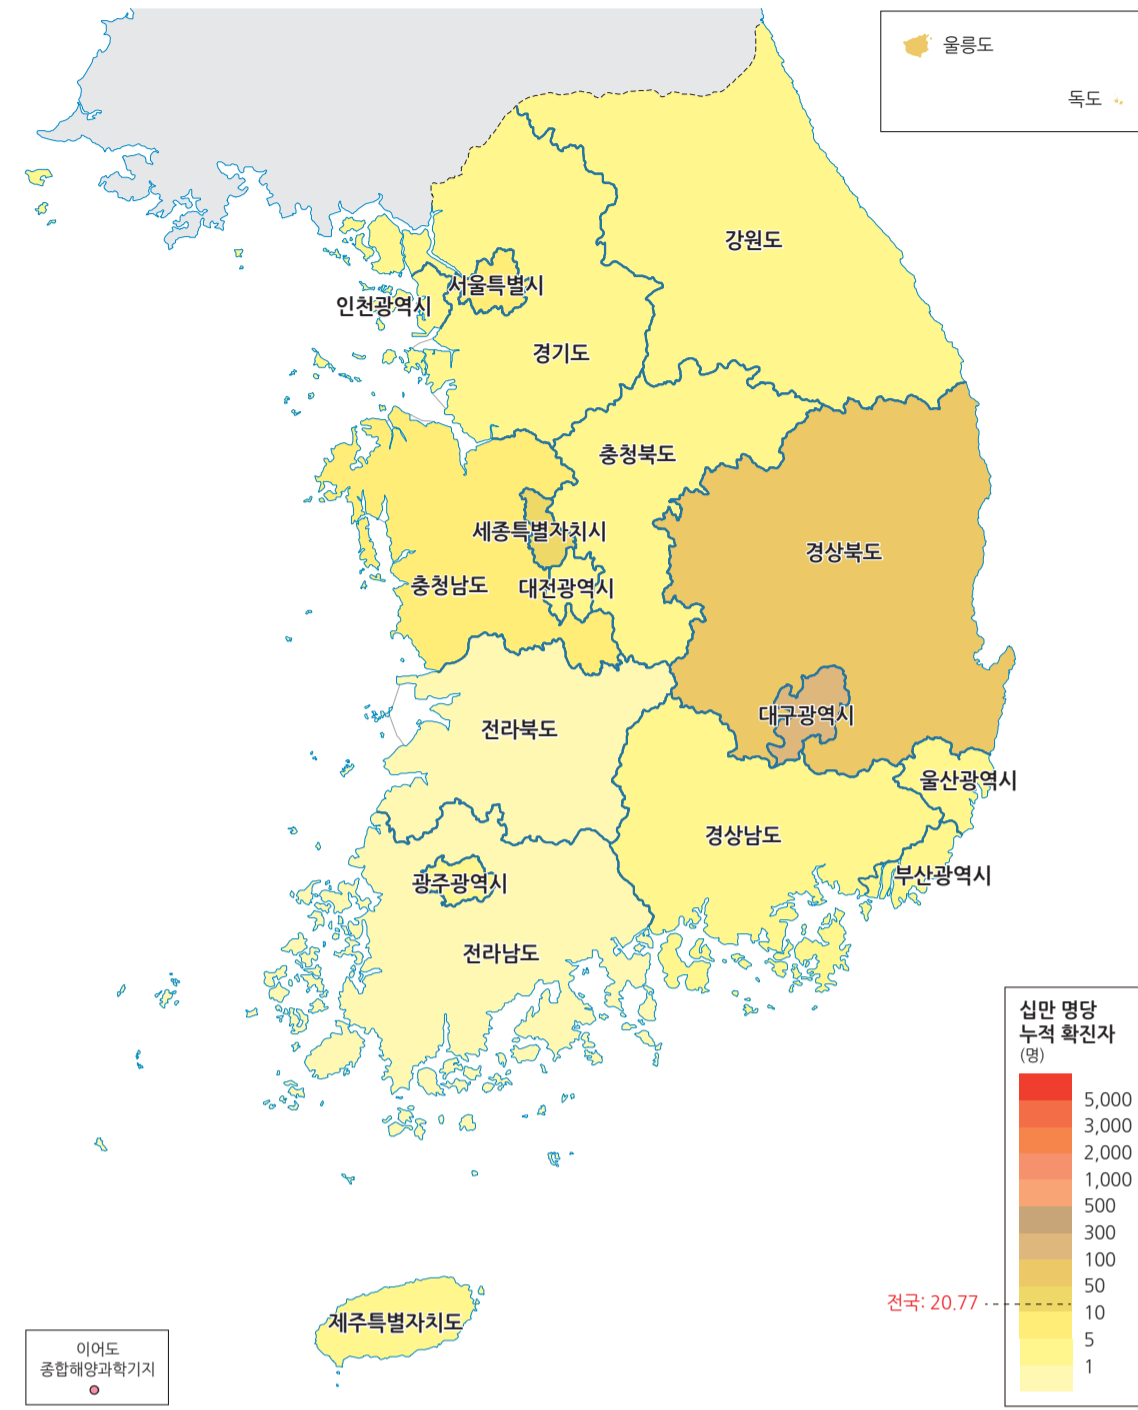 울릉도
독도
강원도
서울특별시
인천광역시
경기도
충청북도
세종특별자치시
경상북도
충청남도
대전광역시
대구광역시
전라북도
울산광역시
경상남도
부산광역시
광주광역시
전라남도
제주특별자치도
이어도
종합해양과학기지
십만 명당
누적 확진자
(명)
5,000
3,000
2,000
1,000
500
300
100
50
전국: 20.77
10
5
1